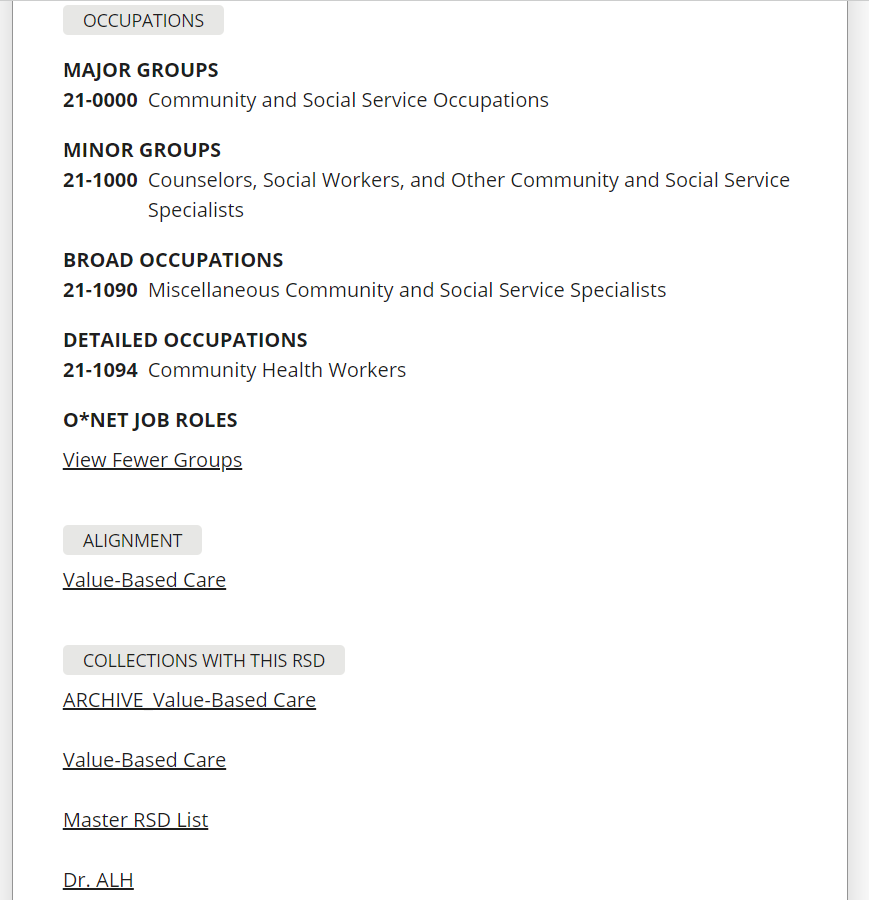 OCCUPATIONS
MAJOR GROUPS
21-0000 Community and Social Service Occupations
MINOR GROUPS
21-1000 Counselors, Social Workers, and Other Community and Social Service
Specialists
BROAD OCCUPATIONS
21-1090 Miscellaneous Community and Social Service Specialists
DETAILED OCCUPATIONS
21-1094 Community Health Workers
O*NET JOB ROLES
View Fewer Groups
ALIGNMENT
Value-Based Care
COLLECTIONS WITH THIS RSD
ARCHIVE_Value-Based Care
Value-Based Care
Master RSD List
Dr. ALH